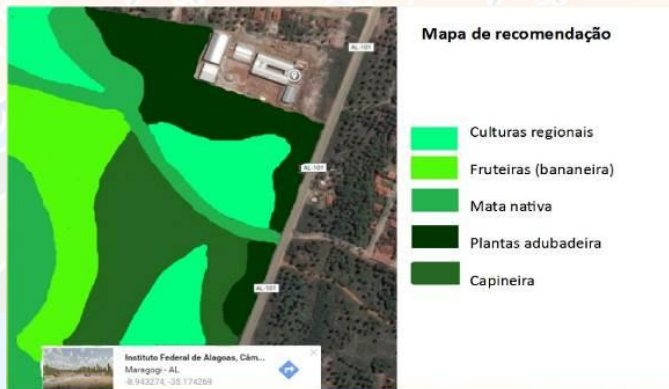 Mapa de recomendação
AL-101
AL-101
AL-101
Culturas regionais
Fruteiras (bananeira)
Mata nativa
Plantas adubadeira
Capineira
Instituto Federal de Alagoas, Câm...
Maragogi - AL
-8.943274, -35.174269